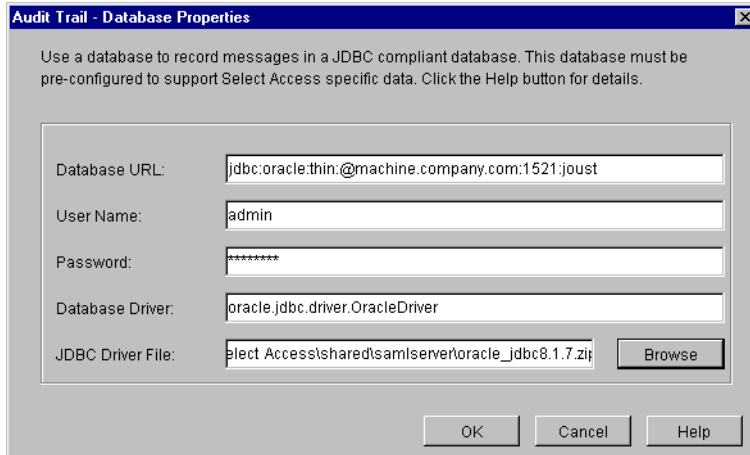 Audit Trail - Database Properties
Use a database to record messages in a JDBC compliant database. This database must be
pre-configured to support Select Access specific data. Click the Help button for details.
Database URL: jdbc:oracle:thin:@machine.company.com:1521:joust
User Name: admin
Password: ********
Database Driver: oracle.jdbc.driver.OracleDriver
JDBC Driver File: elect Access\shared\samlserver\oracle_jdbc8.1.7.zip Browse
OK Cancel Help